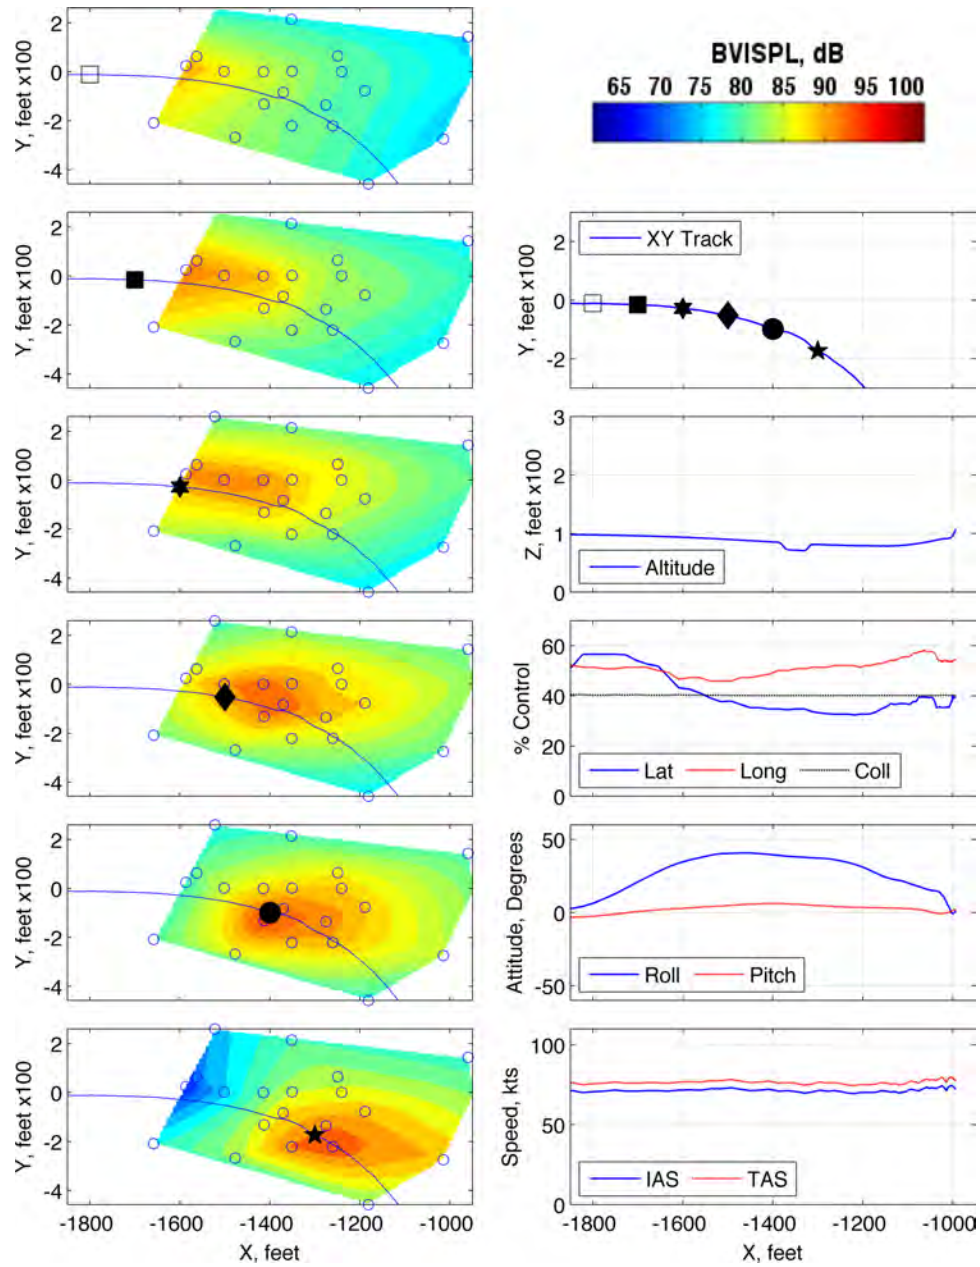 BVISPL, dB
65 70 75 80 85 90 95 100
Y, feet x100
2
0
-2
-4
Y, feet x100
2
0
-2
-4
XY Track
Y, feet x100
2
0
-2
Y, feet x100
2
0
-2
-4
Z, feet x100
3
2
1
0
Altitude
Y, feet x100
2
0
-2
-4
% Control
60
40
20
0
Lat Long Coll
Y, feet x100
2
0
-2
-4
Attitude, Degrees
50
0
-50
Roll Pitch
Y, feet x100
2
0
-2
-4
-1800 -1600 -1400 -1200 -1000
X, feet
Speed, kts
100
50
0
IAS TAS
-1800 -1600 -1400 -1200 -1000
X, feet